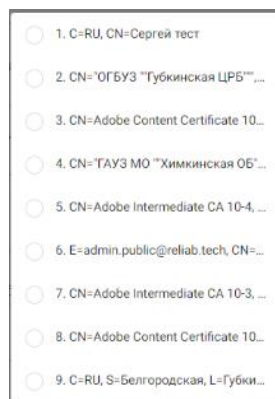 1. C=RU, CN=Сергей тест
2. CN="ОГБУЗ ""Губкинская ЦРБ""",...
3. CN=Adobe Content Certificate 10...
4. CN="ГАУЗ МО ""Химкинская ОБ"...
5. CN=Adobe Intermediate CA 10-4, ...
6. E=admin.public@reliab.tech, CN=...
7. CN=Adobe Intermediate CA 10-3, ...
8. CN=Adobe Content Certificate 10...
9. C=RU, S=Белгородская, L=Губки...